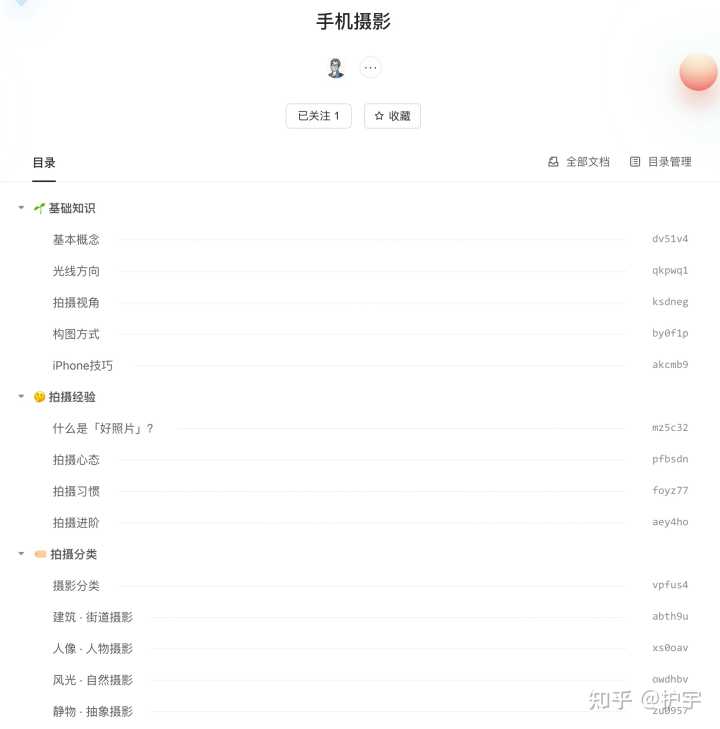 手机摄影
已关注 1 收藏
目录 全部文档 目录管理
基础知识
基本概念 dv51v4
光线方向 qkpwq1
拍摄视角 ksdneg
构图方式 by0f1p
iPhone技巧 akcmb9
拍摄经验
什么是「好照片」? mz5c32
拍摄心态 pfbsdn
拍摄习惯 foyz77
拍摄进阶 aey4ho
拍摄分类
摄影分类 vpfus4
建筑 · 街道摄影 abth9u
人像 · 人物摄影 xs0oav
风光 · 自然摄影 owdhbv
知乎 @护宇
静物 · 抽象摄影 zu0957